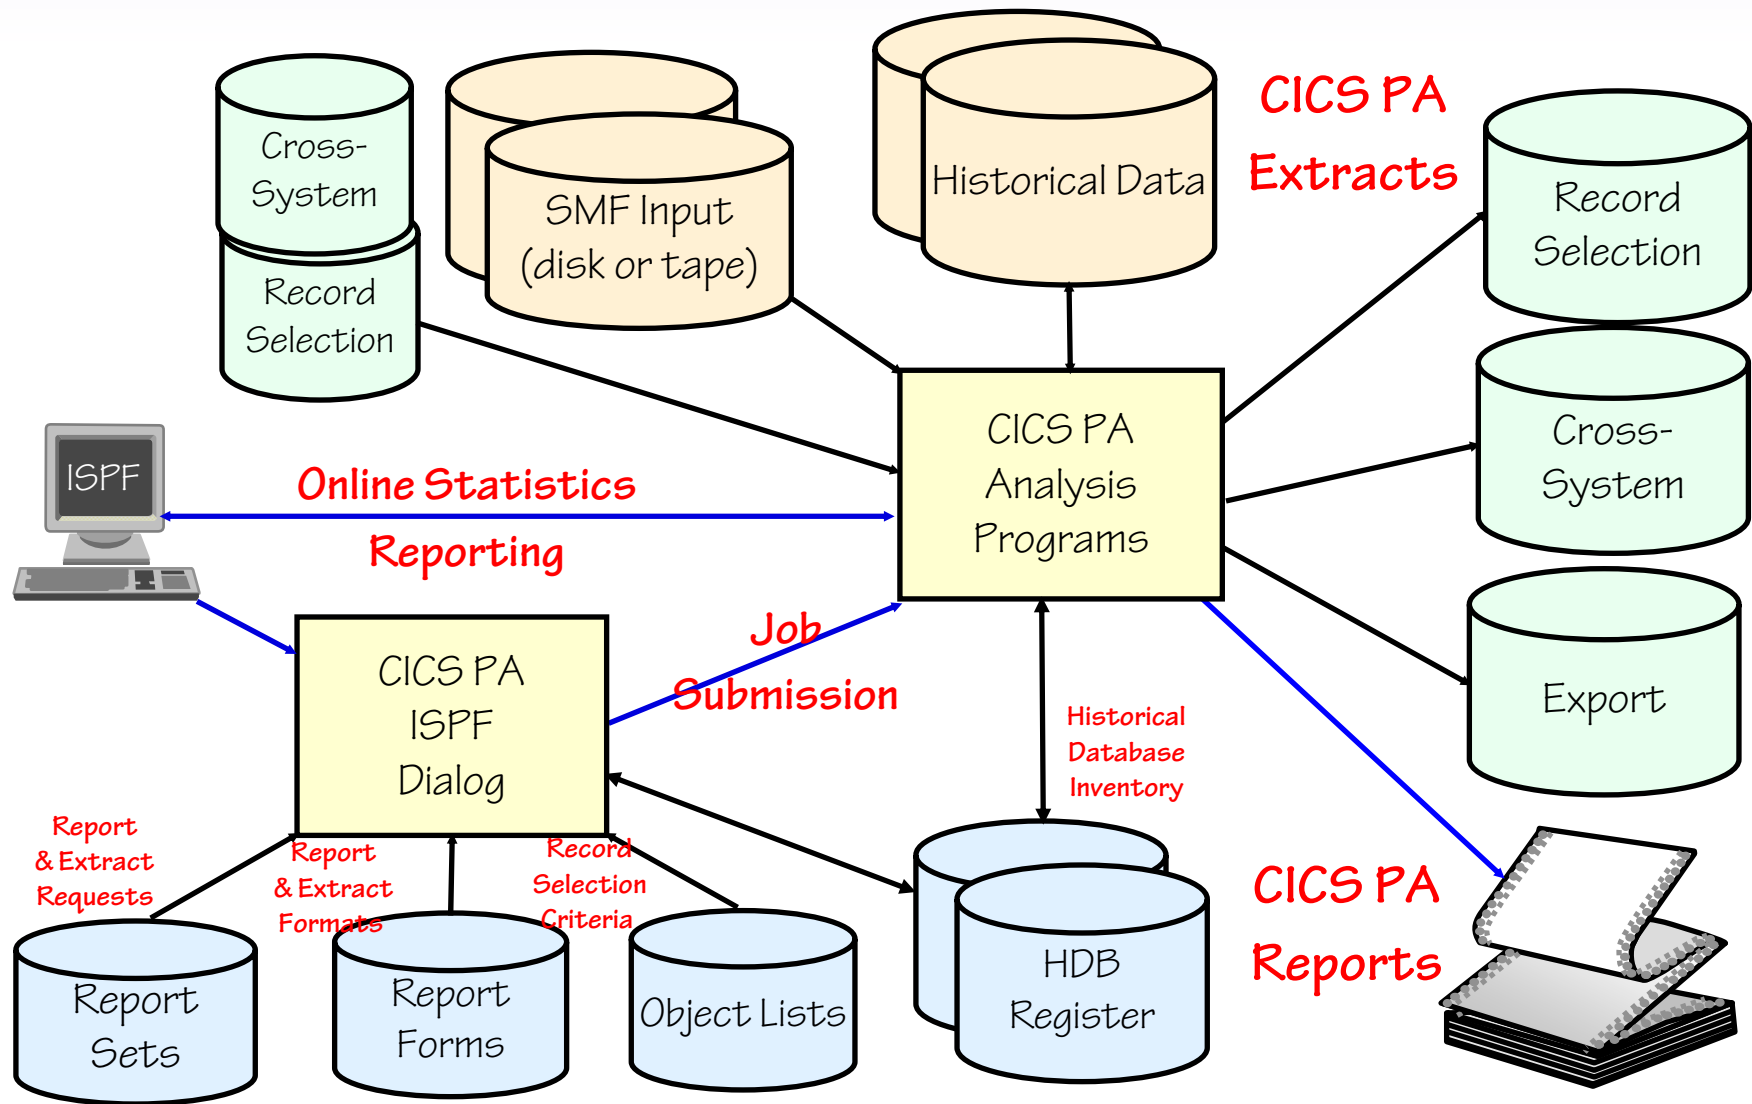 Cross-
System
Record
Selection
SMF Input
(disk or tape)
Historical Data
CICS PA
Extracts
Record
Selection
Cross-
System
Export
ISPF
Online Statistics
Reporting
CICS PA
Analysis
Programs
CICS PA
ISPF
Dialog
Job
Submission
Historical
Database
Inventory
Report
& Extract
Requests
Report
& Extract
Formats
Record
Selection
Criteria
Report
Sets
Report
Forms
Object Lists
HDB
Register
CICS PA
Reports